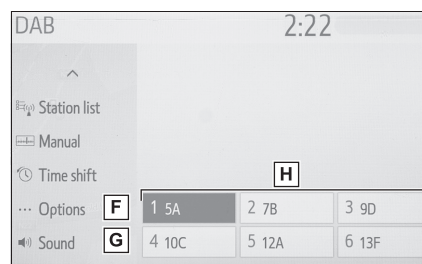 DAB 2:22
Station list
Manual
Time shift
H
Options F 1 5A 2 7B 3 9D
Sound G 4 10C 5 12A 6 13F